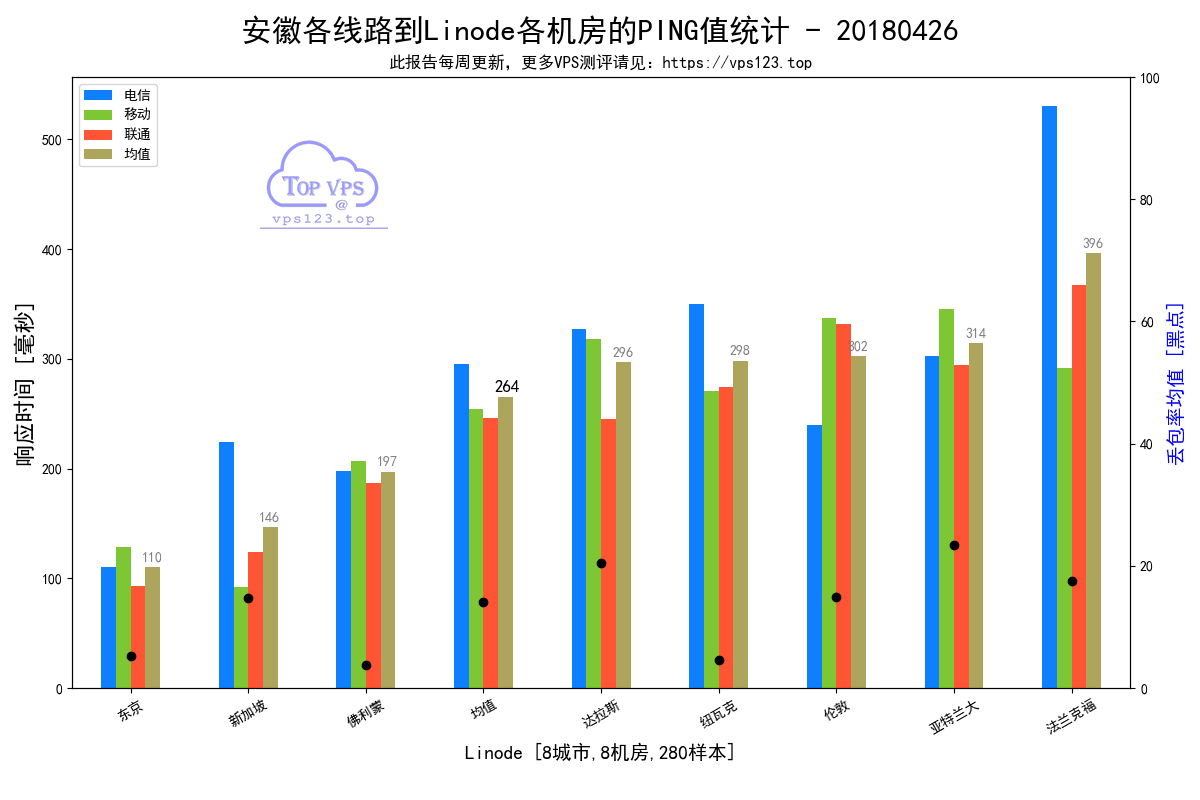 安徽各线路到Linode各机房的PING值统计 - 20180426
此报告每周更新，更多VPS测评请见：https://vps123.top
电信
移动
联通
均值
TOP VPS
@
vps123.top
响应时间 [毫秒]
500
400
300
200
100
0
110
146
197
264
296
298
302
314
396
100
80
60
40
20
0
丢包率均值 [黑点]
东京
新加坡
佛利蒙
均值
达拉斯
纽瓦克
伦敦
亚特兰大
法兰克福
Linode [8城市,8机房,280样本]